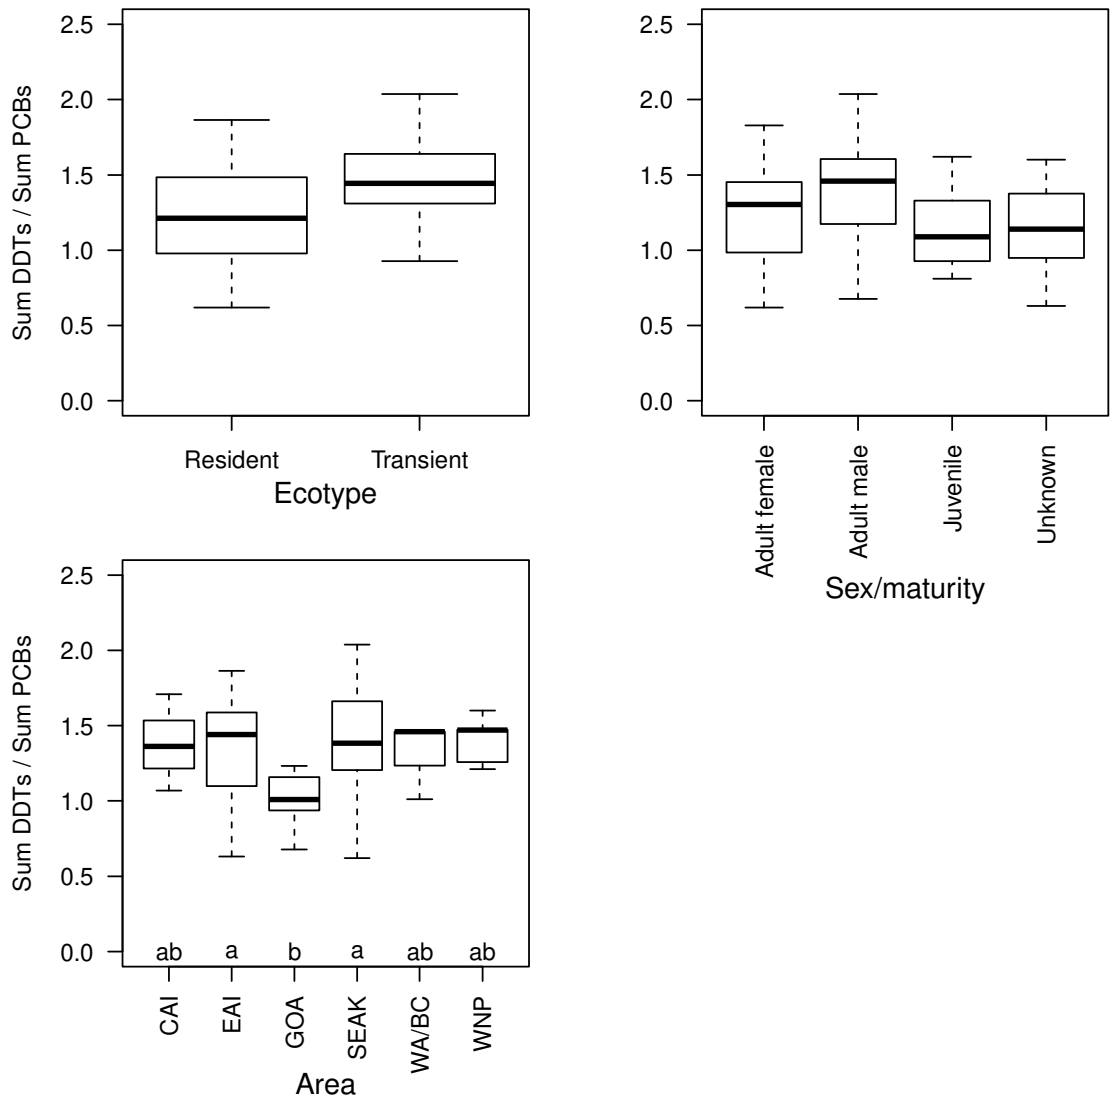 Sum DDTs / Sum PCBs
2.5
2.0
1.5
1.0
0.5
0.0
Resident Transient
Ecotype
2.5
2.0
1.5
1.0
0.5
0.0
Adult female
Adult male
Juvenile
Unknown
Sex/maturity
Sum DDTs / Sum PCBs
2.5
2.0
1.5
1.0
0.5
0.0
ab a b a ab ab
CAI
EAI
GOA
SEAK
WA/BC
WNP
Area